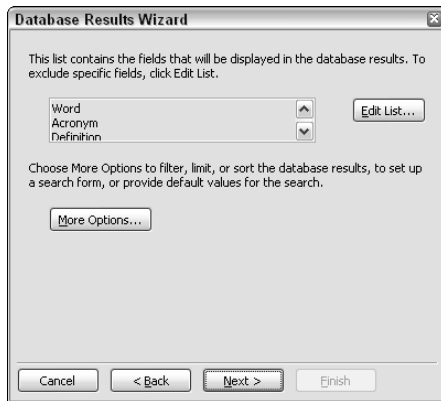 Database Results Wizard
This list contains the fields that will be displayed in the database results. To
exclude specific fields, click Edit List.
Word
Acronym
Definition
Edit List...
Choose More Options to filter, limit, or sort the database results, to set up
a search form, or provide default values for the search.
More Options...
Cancel
< Back
Next >
Finish